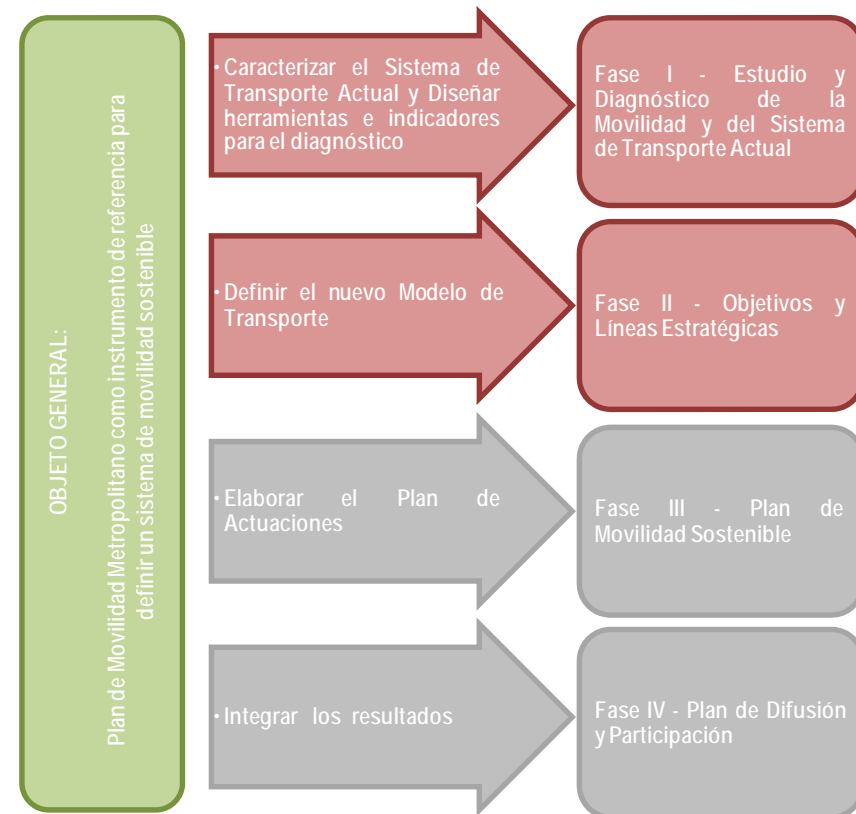 OBJETO GENERAL:
Plan de Movilidad Metropolitano como instrumento de referencia para
definir un sistema de movilidad sostenible
• Caracterizar el Sistema de
Transporte Actual y Diseñar
herramientas e indicadores
para el diagnóstico
Fase I - Estudio y
Diagnóstico de la
Movilidad y del Sistema
de Transporte Actual
• Definir el nuevo Modelo de
Transporte
Fase II - Objetivos y
Líneas Estratégicas
• Elaborar el Plan de
Actuaciones
Fase III - Plan de
Movilidad Sostenible
• Integrar los resultados
Fase IV - Plan de Difusión
y Participación